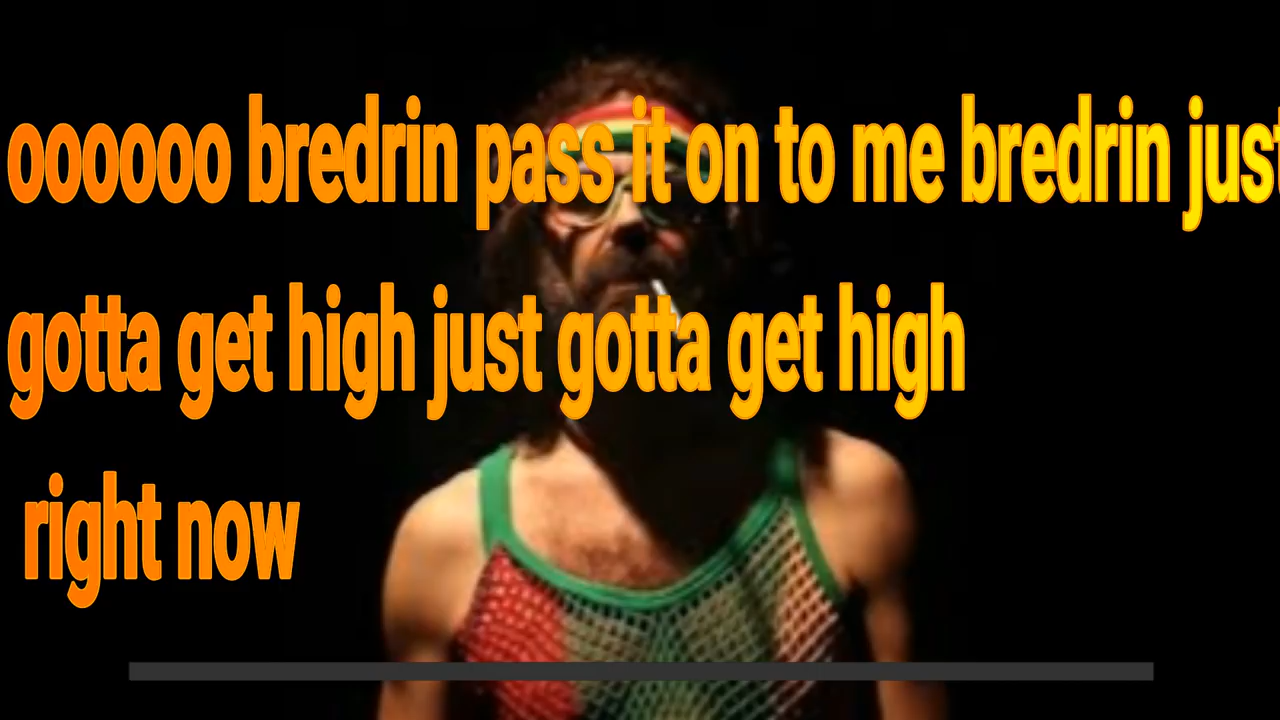 oooooo bredrin pass it on to me bredrin just
gotta get high just gotta get high
right now